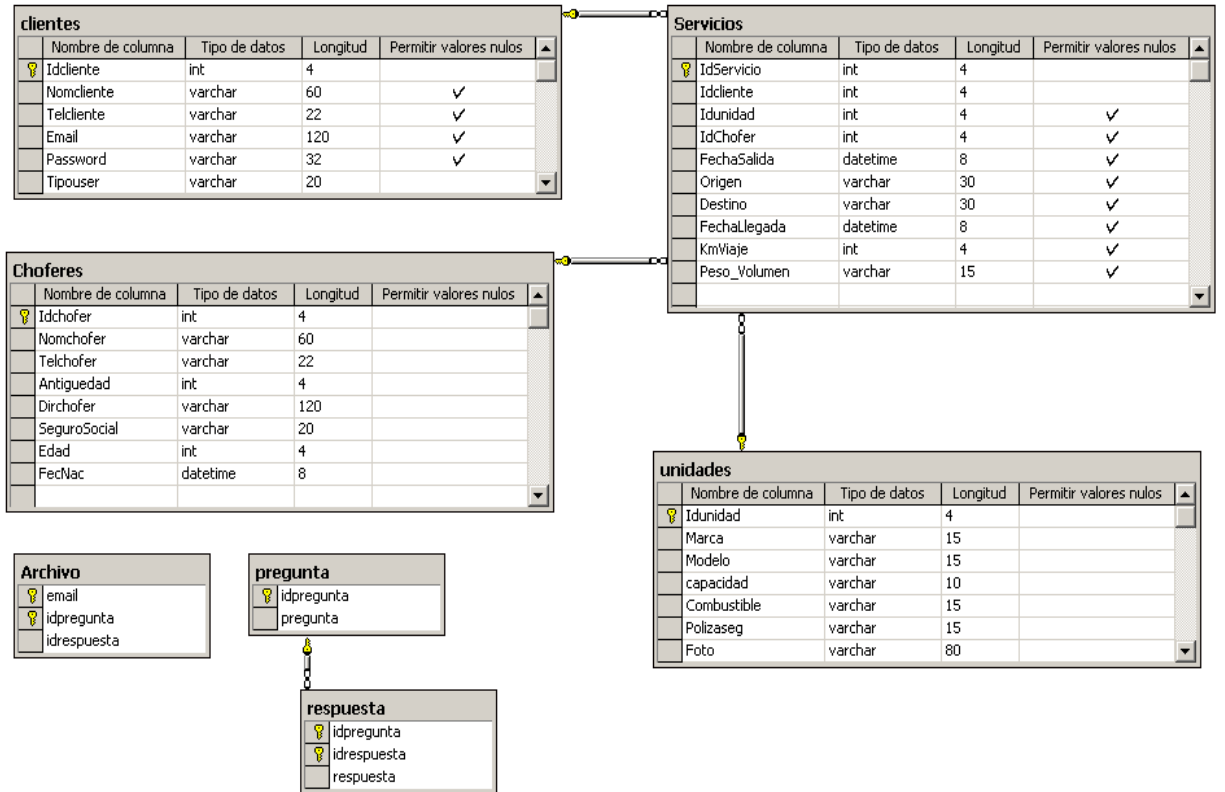 clientes
Nombre de columna Tipo de datos Longitud Permitir valores nulos
Idcliente int 4
Nomcliente varchar 60
Telcliente varchar 22
Email varchar 120
Password varchar 32
Tipouser varchar 20
Servicios
Nombre de columna Tipo de datos Longitud Permitir valores nulos
IdServicio int 4
Idcliente int 4
Idunidad int 4
IdChofer int 4
FechaSalida datetime 8
Origen varchar 30
Destino varchar 30
FechaLlegada datetime 8
KmViaje int 4
Peso_Volumen varchar 15
Choferes
Nombre de columna Tipo de datos Longitud Permitir valores nulos
Idchofer int 4
Nomchofer varchar 60
Telchofer varchar 22
Antiguedad int 4
Dirchofer varchar 120
SeguroSocial varchar 20
Edad int 4
FecNac datetime 8
unidades
Nombre de columna Tipo de datos Longitud Permitir valores nulos
Idunidad int 4
Marca varchar 15
Modelo varchar 15
capacidad varchar 10
Combustible varchar 15
Polizaseg varchar 15
Foto varchar 80
Archivo
email
idpregunta
idrespuesta
pregunta
idpregunta
pregunta
respuesta
idpregunta
idrespuesta
respuesta